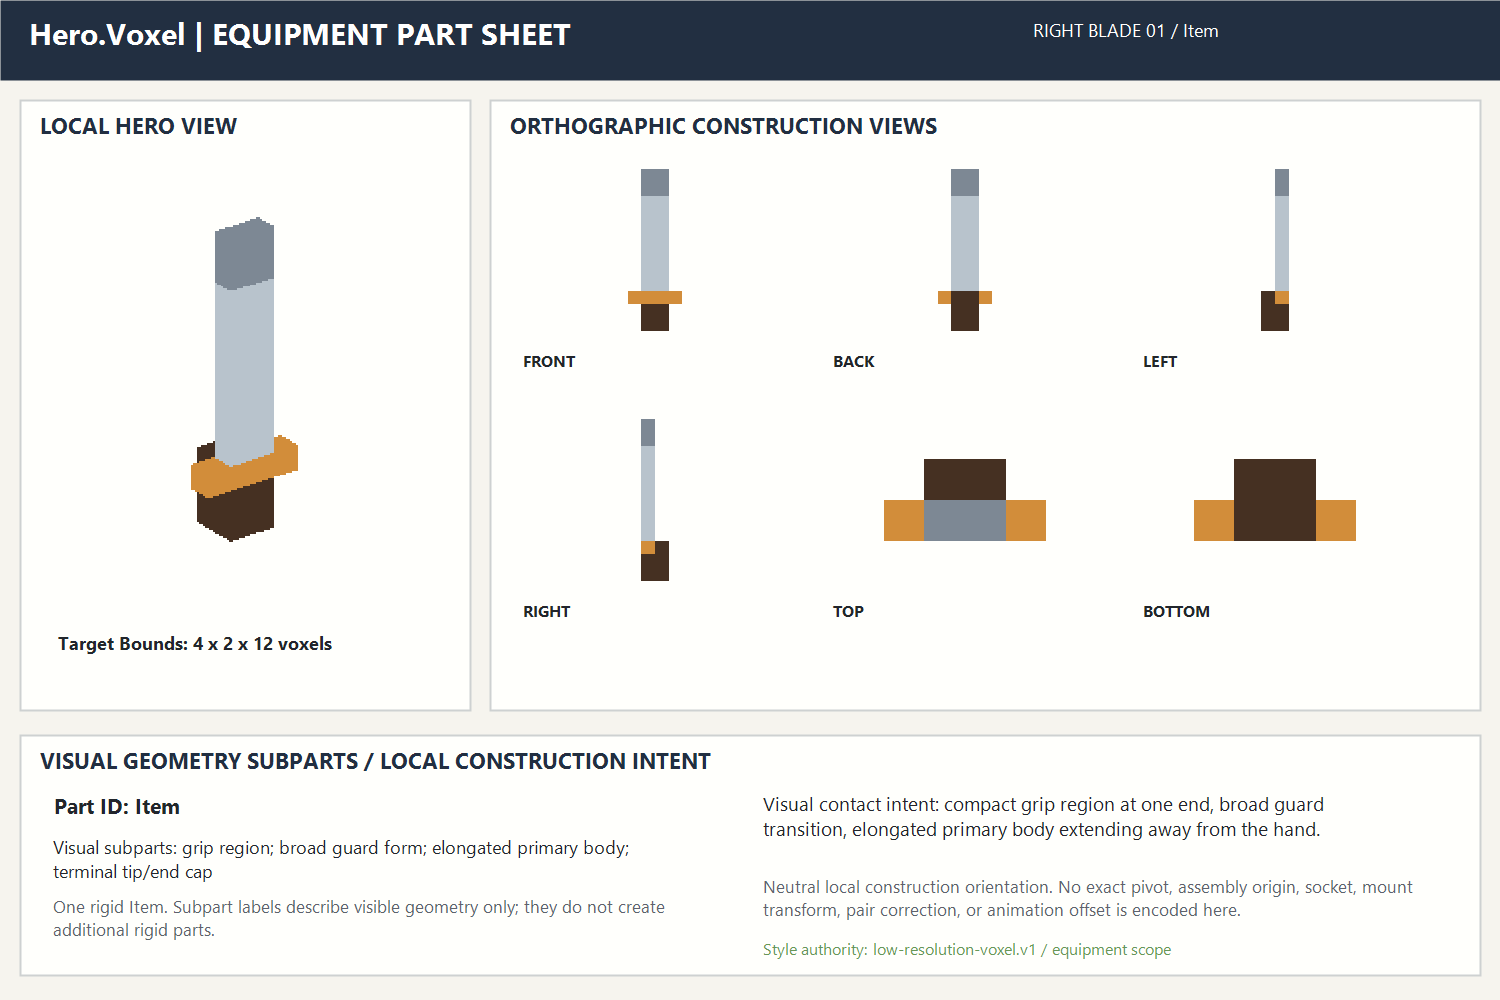 Hero.Voxel | EQUIPMENT PART SHEET
RIGHT BLADE 01 / Item
LOCAL HERO VIEW
Target Bounds: 4 x 2 x 12 voxels
ORTHOGRAPHIC CONSTRUCTION VIEWS
FRONT
BACK
LEFT
RIGHT
TOP
BOTTOM
VISUAL GEOMETRY SUBPARTS / LOCAL CONSTRUCTION INTENT
Part ID: Item
Visual subparts: grip region; broad guard form; elongated primary body;
terminal tip/end cap
One rigid Item. Subpart labels describe visible geometry only; they do not create
additional rigid parts.
Visual contact intent: compact grip region at one end, broad guard
transition, elongated primary body extending away from the hand.
Neutral local construction orientation. No exact pivot, assembly origin, socket, mount
transform, pair correction, or animation offset is encoded here.
Style authority: low-resolution-voxel.v1 / equipment scope